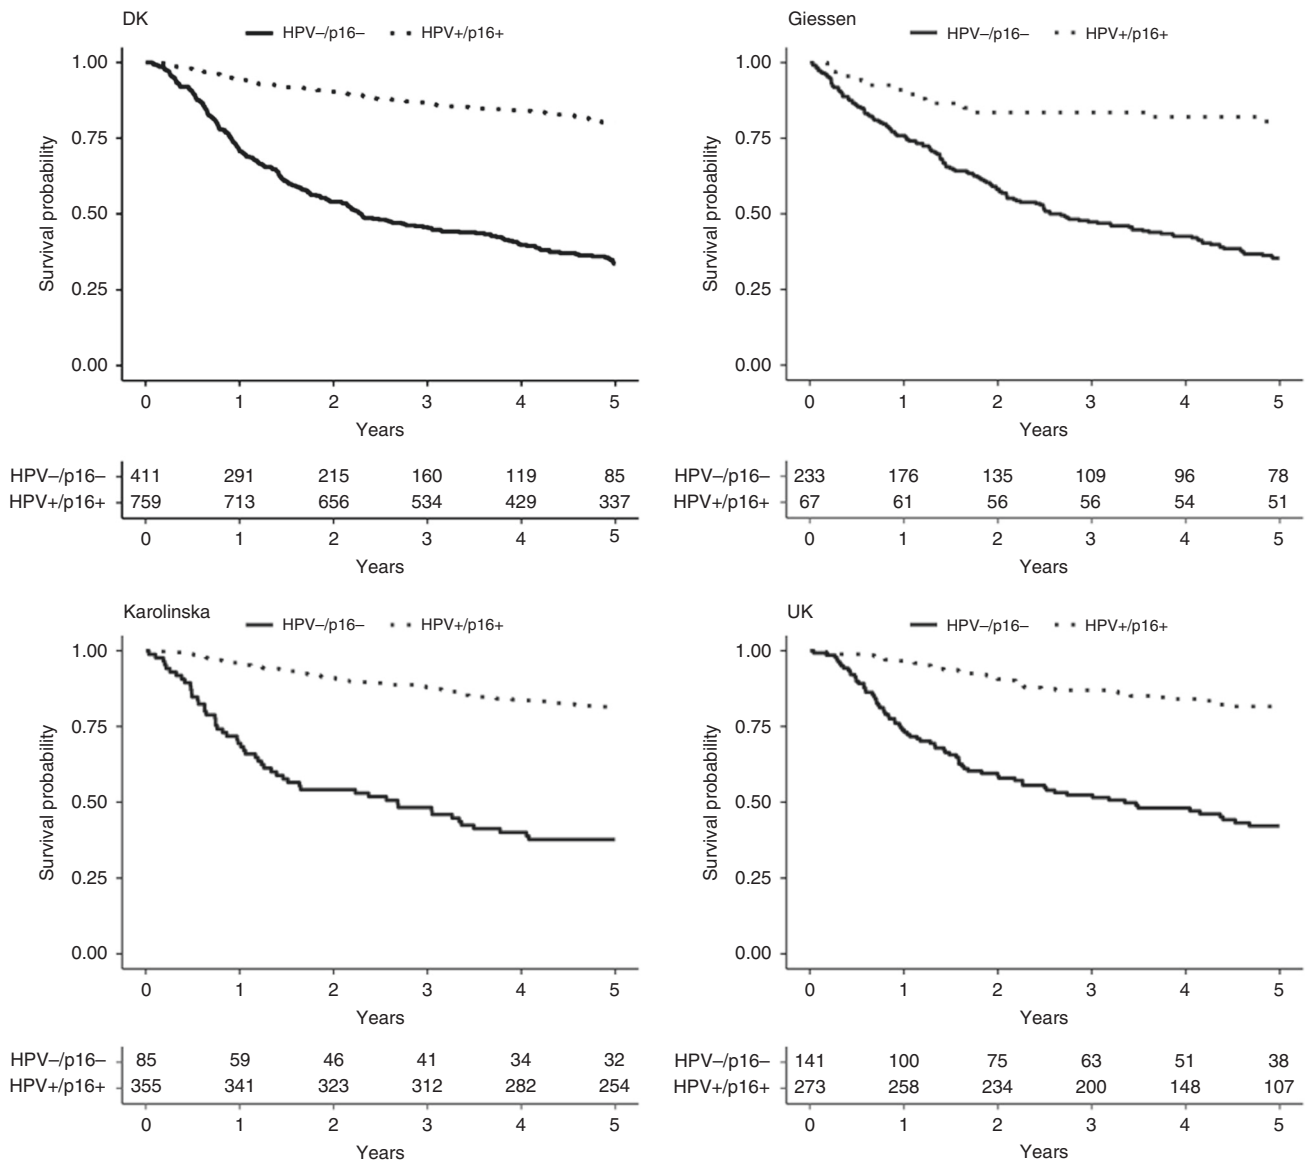 DK
HPV–/p16– HPV+/p16+
1.00
0.75
0.50
0.25
0.00
Survival probability
0 1 2 3 4 5
Years
HPV–/p16– 411 291 215 160 119 85
HPV+/p16+ 759 713 656 534 429 337
0 1 2 3 4 5
Years
Giessen
HPV–/p16– HPV+/p16+
1.00
0.75
0.50
0.25
0.00
Survival probability
0 1 2 3 4 5
Years
HPV–/p16– 233 176 135 109 96 78
HPV+/p16+ 67 61 56 56 54 51
0 1 2 3 4 5
Years
Karolinska
HPV–/p16– HPV+/p16+
1.00
0.75
0.50
0.25
0.00
Survival probability
0 1 2 3 4 5
Years
HPV–/p16– 85 59 46 41 34 32
HPV+/p16+ 355 341 323 312 282 254
0 1 2 3 4 5
Years
UK
HPV–/p16– HPV+/p16+
1.00
0.75
0.50
0.25
0.00
Survival probability
0 1 2 3 4 5
Years
HPV–/p16– 141 100 75 63 51 38
HPV+/p16+ 273 258 234 200 148 107
0 1 2 3 4 5
Years